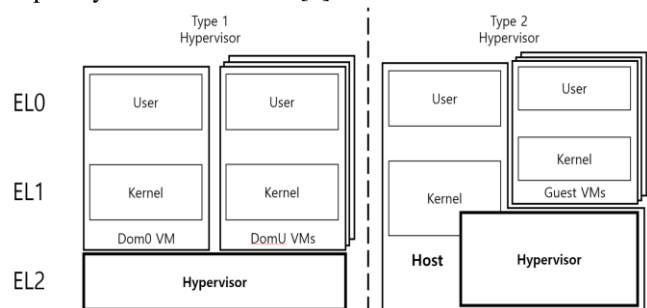 Type 1
Hypervisor
Type 2
Hypervisor
EL0
User
User
User
User
EL1
Kernel
Kernel
Kernel
Kernel
Dom0 VM
DomU VMs
Guest VMs
EL2
Hypervisor
Host
Hypervisor